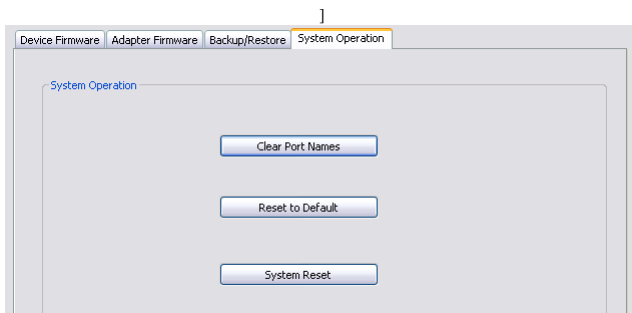 ]
Device Firmware Adapter Firmware Backup/Restore System Operation
System Operation
Clear Port Names
Reset to Default
System Reset